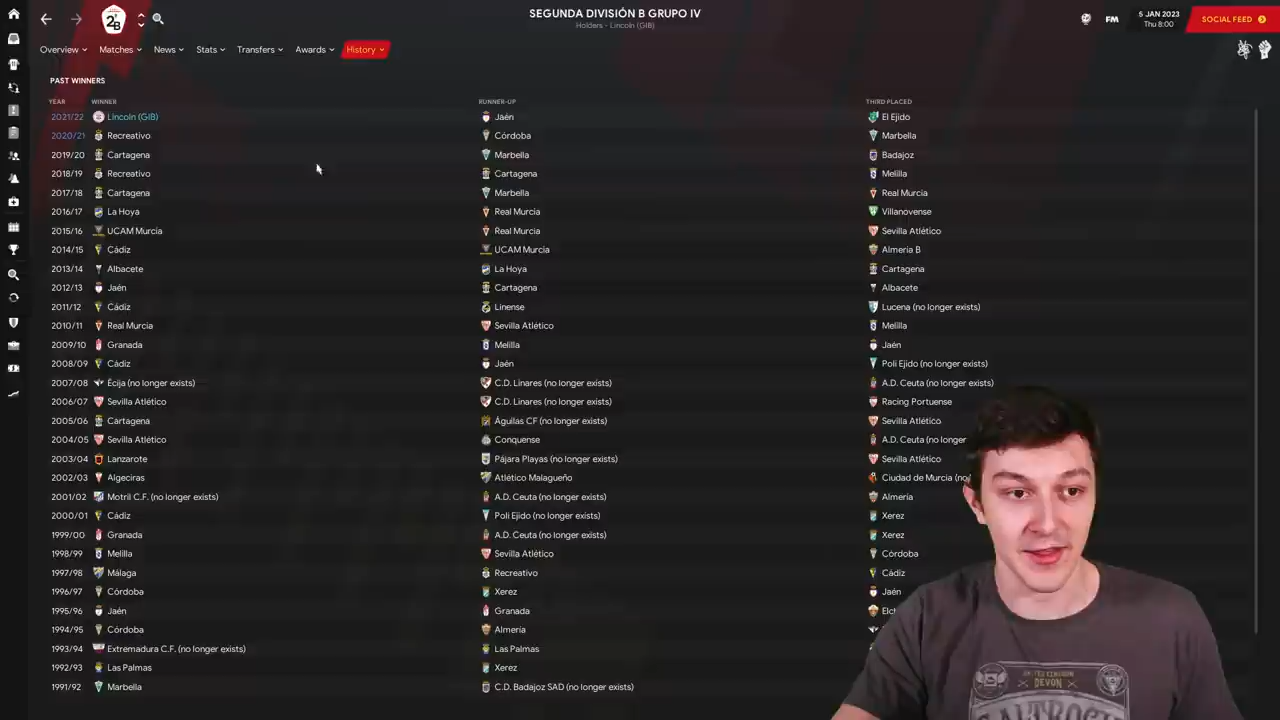 SEGUNDA DIVISIÓN B GRUPO IV
Holders - Lincoln (GIB)
2ªB
FM
5 JAN 2023
Thu 8:00
SOCIAL FEED
Overview Matches News Stats Transfers Awards History
PAST WINNERS
YEAR WINNER RUNNER-UP THIRD PLACED
2021/22 Lincoln (GIB) Jaén El Ejido
2020/21 Recreativo Córdoba Marbella
2019/20 Cartagena Marbella Badajoz
2018/19 Recreativo Cartagena Melilla
2017/18 Cartagena Marbella Real Murcia
2016/17 La Hoya Real Murcia Villanovense
2015/16 UCAM Murcia Real Murcia Sevilla Atlético
2014/15 Cádiz UCAM Murcia Almería B
2013/14 Albacete La Hoya Cartagena
2012/13 Jaén Cartagena Albacete
2011/12 Cádiz Linense Lucena (no longer exists)
2010/11 Real Murcia Sevilla Atlético Melilla
2009/10 Granada Melilla Jaén
2008/09 Cádiz Jaén Poli Ejido (no longer exists)
2007/08 Écija (no longer exists) C.D. Linares (no longer exists) A.D. Ceuta (no longer exists)
2006/07 Sevilla Atlético C.D. Linares (no longer exists) Racing Portuense
2005/06 Cartagena Águilas CF (no longer exists) Sevilla Atlético
2004/05 Sevilla Atlético Conquense A.D. Ceuta (no longer
2003/04 Lanzarote Pájara Playas (no longer exists) Sevilla Atlético
2002/03 Algeciras Atlético Malagueño Ciudad de Murcia (no
2001/02 Motril C.F. (no longer exists) A.D. Ceuta (no longer exists) Almería
2000/01 Cádiz Poli Ejido (no longer exists) Xerez
1999/00 Granada A.D. Ceuta (no longer exists) Xerez
1998/99 Melilla Sevilla Atlético Córdoba
1997/98 Málaga Recreativo Cádiz
1996/97 Córdoba Xerez Jaén
1995/96 Jaén Granada
1994/95 Córdoba Almería
1993/94 Extremadura C.F. (no longer exists) Las Palmas
1992/93 Las Palmas Xerez
1991/92 Marbella C.D. Badajoz SAD (no longer exists)
UNITED KINGDOM
DEVON